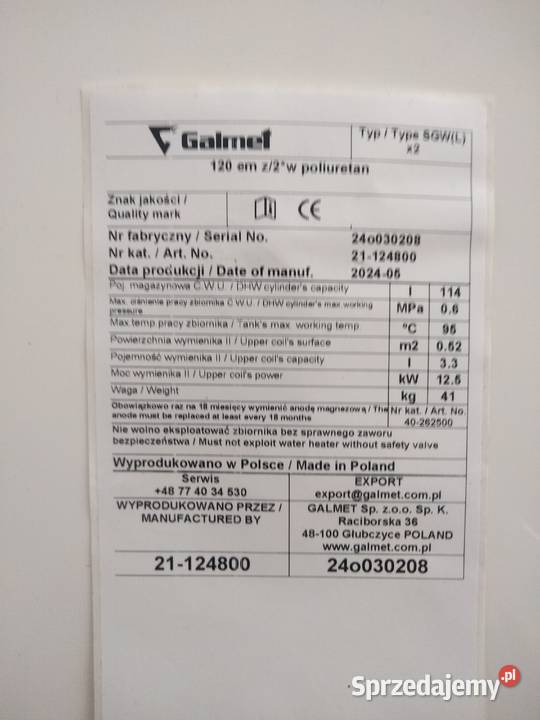 Galmet
Typ / Type SGW(L)
x2
120 em z/2*w poliuretan
Znak jakości /
Quality mark
CE
Nr fabryczny / Serial No. 24o030208
Nr kat. / Art. No. 21-124800
Data produkcji / Date of manuf. 2024-06
Poj. magazynowa C.W.U. / DHW cylinder's capacity l 114
Max. ciśnienie pracy zbiornika C.W.U. / DHW cylinder's max.working
pressure MPa 0.6
Max.temp pracy zbiornika / Tank's max. working temp. °C 95
Powierzchnia wymienika II / Upper coil's surface m2 0.52
Pojemność wymienika II / Upper coil's capacity l 3.3
Moc wymienika II / Upper coil's power kW 12.5
Waga / Weight kg 41
Obowiązkowo raz na 18 miesięcy wymienić anodę magnezową / The
anode must be replaced at least every 18 months
Nr kat. / Art. No.
40-262500
Nie wolno eksploatować zbiornika bez sprawnego zaworu
bezpieczeństwa / Must not exploit water heater without safety valve
Wyprodukowano w Polsce / Made in Poland
Serwis
+48 77 40 34 530
EXPORT
export@galmet.com.pl
WYPRODUKOWANO PRZEZ /
MANUFACTURED BY
GALMET Sp. z.o.o. Sp. K.
Raciborska 36
48-100 Głubczyce POLAND
www.galmet.com.pl
21-124800 24o030208
Sprzedajemy.pl